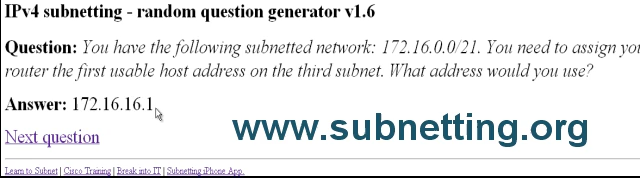 IPv4 subnetting - random question generator v1.6
Question: You have the following subnetted network: 172.16.0.0/21. You need to assign you
router the first usable host address on the third subnet. What address would you use?
Answer: 172.16.16.1
Next question
www.subnetting.org
Learn to Subnet | Cisco Training | Break into IT | Subnetting iPhone App.